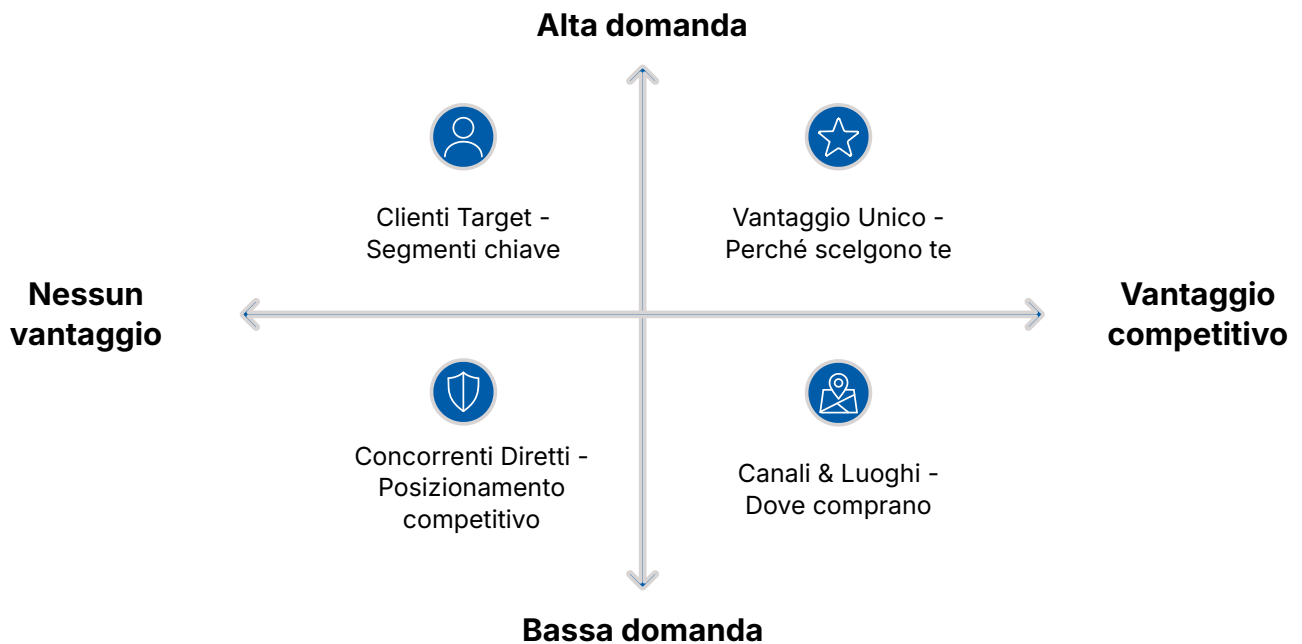 Alta domanda
Clienti Target -
Segmenti chiave
Vantaggio Unico -
Perché scelgono te
Nessun
vantaggio
Vantaggio
competitivo
Concorrenti Diretti -
Posizionamento
competitivo
Canali & Luoghi -
Dove comprano
Bassa domanda